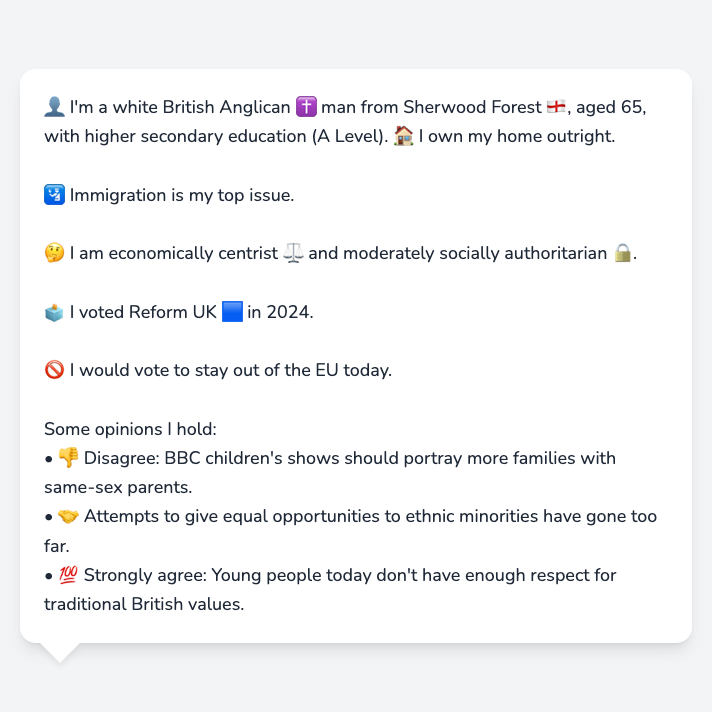 👤 I'm a white British Anglican ✝️ man from Sherwood Forest 🏴󠁧󠁢󠁥󠁮󠁧󠁿, aged 65,
with higher secondary education (A Level). 🏠 I own my home outright.
🛂 Immigration is my top issue.
🤔 I am economically centrist ⚖️ and moderately socially authoritarian 🔒.
🗳️ I voted Reform UK 🟦 in 2024.
🚫 I would vote to stay out of the EU today.
Some opinions I hold:
• 👎 Disagree: BBC children's shows should portray more families with
same-sex parents.
• 🤝 Attempts to give equal opportunities to ethnic minorities have gone too
far.
• 💯 Strongly agree: Young people today don't have enough respect for
traditional British values.